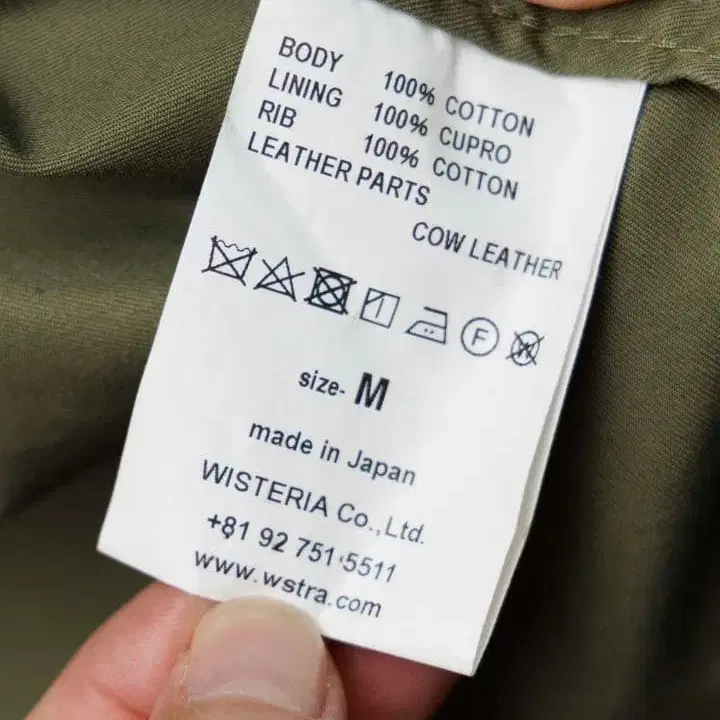 BODY 100% COTTON
LINING 100% CUPRO
RIB 100% COTTON
LEATHER PARTS
COW LEATHER
F
W
size- M
made in Japan
WISTERIA Co.,Ltd.
+81 92 751 5511
www.wstra.com